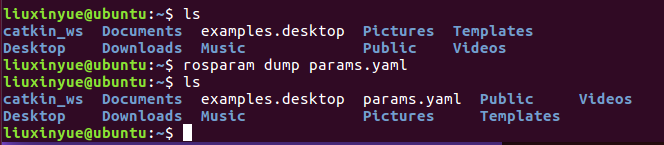 liuxinyue@ubuntu:~$ ls
catkin_ws  Documents  examples.desktop  Pictures  Templates
Desktop    Downloads  Music             Public    Videos
liuxinyue@ubuntu:~$ rosparam dump params.yaml
liuxinyue@ubuntu:~$ ls
catkin_ws  Documents  examples.desktop  params.yaml  Public     Videos
Desktop    Downloads  Music             Pictures     Templates
liuxinyue@ubuntu:~$